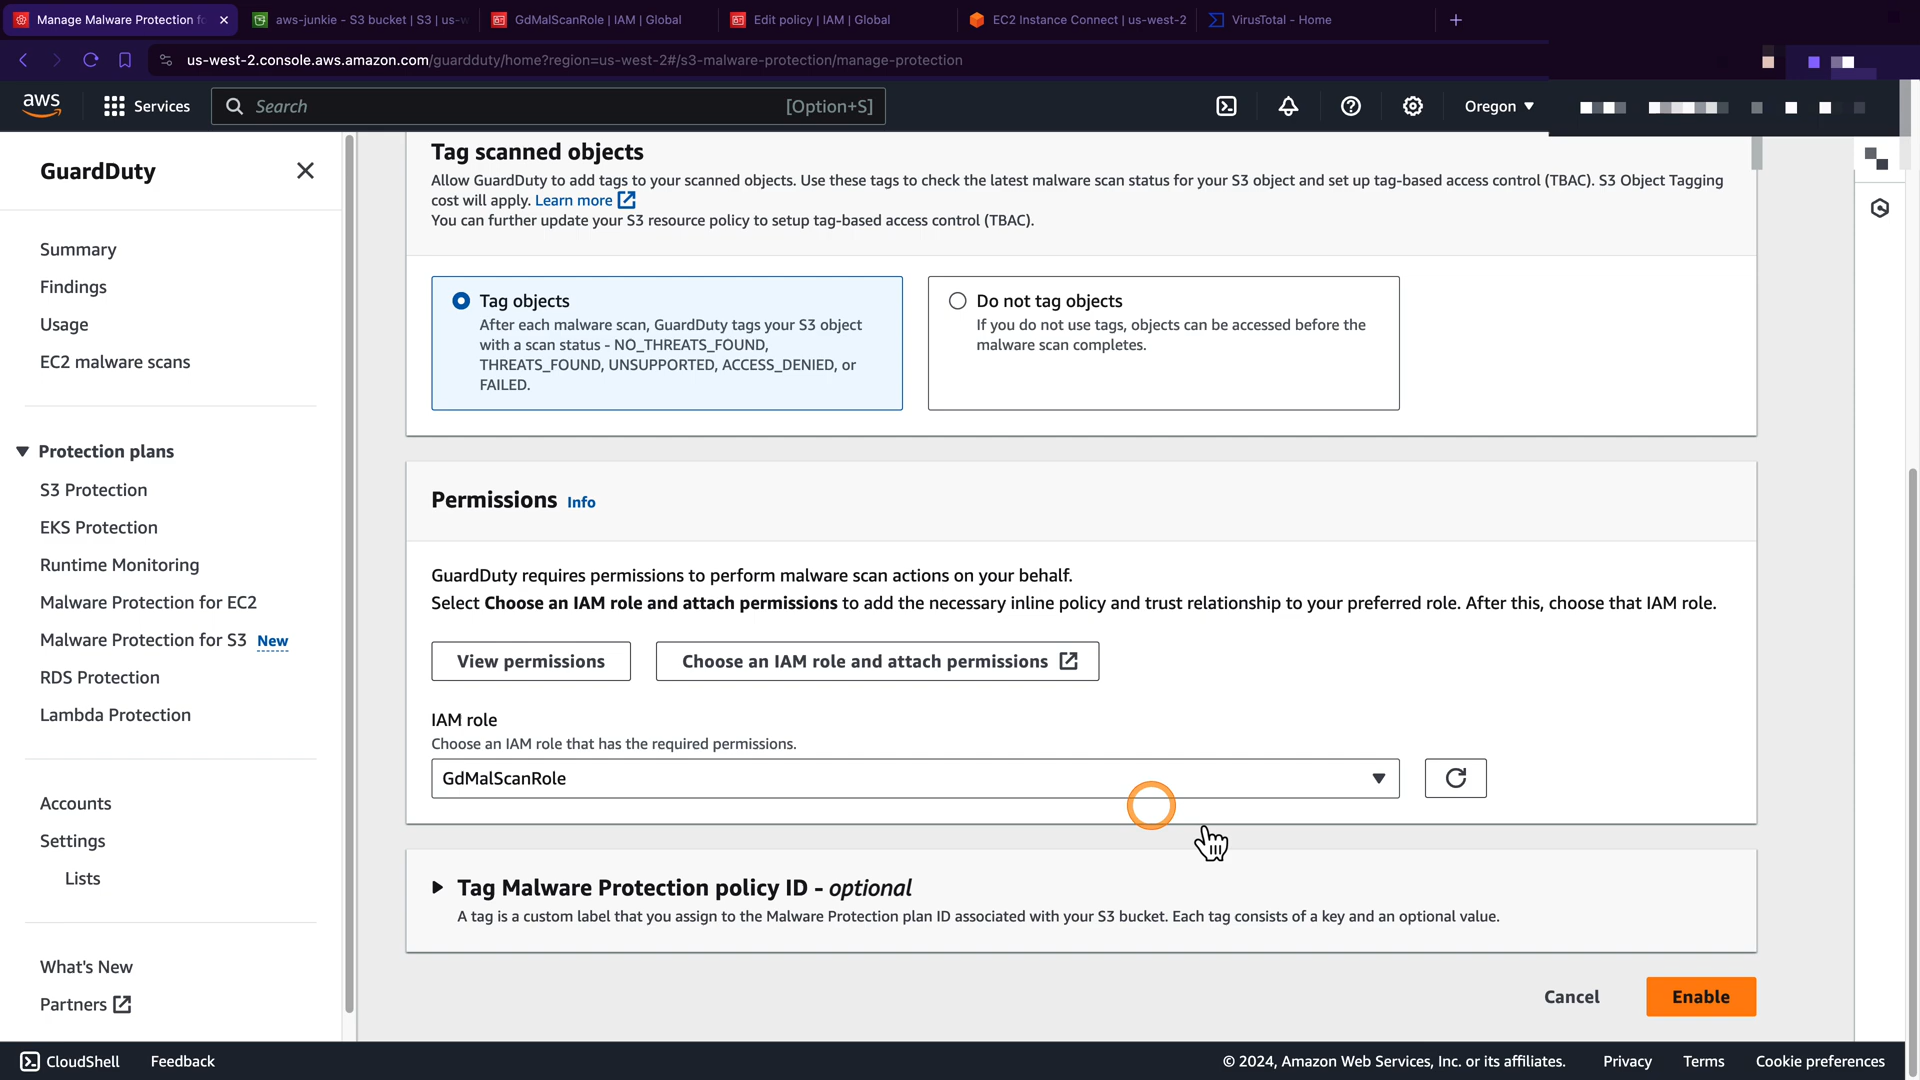 Manage Malware Protection fo
aws-junkie - S3 bucket | S3 | us-w
GdMalScanRole | IAM | Global
Edit policy | IAM | Global
EC2 Instance Connect | us-west-2
VirusTotal - Home
us-west-2.console.aws.amazon.com/guardduty/home?region=us-west-2#/s3-malware-protection/manage-protection
aws
Services
Search
[Option+S]
Oregon
GuardDuty
Summary
Findings
Usage
EC2 malware scans
Protection plans
S3 Protection
EKS Protection
Runtime Monitoring
Malware Protection for EC2
Malware Protection for S3 New
RDS Protection
Lambda Protection
Accounts
Settings
Lists
What's New
Partners
Tag scanned objects
Allow GuardDuty to add tags to your scanned objects. Use these tags to check the latest malware scan status for your S3 object and set up tag-based access control (TBAC). S3 Object Tagging
cost will apply. Learn more
You can further update your S3 resource policy to setup tag-based access control (TBAC).
Tag objects
After each malware scan, GuardDuty tags your S3 object
with a scan status - NO_THREATS_FOUND,
THREATS_FOUND, UNSUPPORTED, ACCESS_DENIED, or
FAILED.
Do not tag objects
If you do not use tags, objects can be accessed before the
malware scan completes.
Permissions Info
GuardDuty requires permissions to perform malware scan actions on your behalf.
Select Choose an IAM role and attach permissions to add the necessary inline policy and trust relationship to your preferred role. After this, choose that IAM role.
View permissions
Choose an IAM role and attach permissions
IAM role
Choose an IAM role that has the required permissions.
GdMalScanRole
Tag Malware Protection policy ID - optional
A tag is a custom label that you assign to the Malware Protection plan ID associated with your S3 bucket. Each tag consists of a key and an optional value.
Cancel
Enable
CloudShell
Feedback
© 2024, Amazon Web Services, Inc. or its affiliates.
Privacy
Terms
Cookie preferences